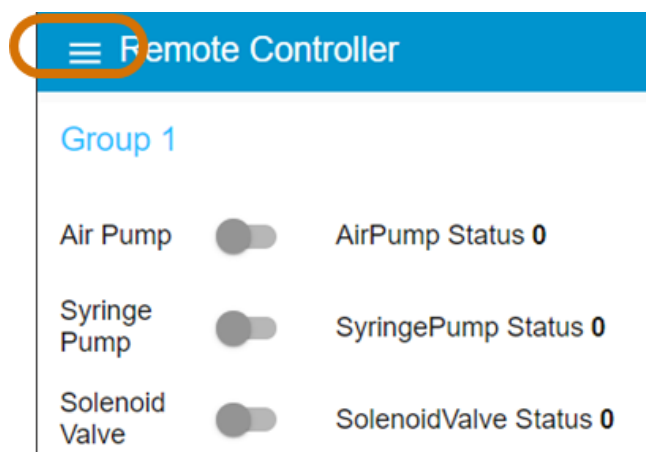 Remote Controller
Group 1
Air Pump AirPump Status 0
Syringe
Pump SyringePump Status 0
Solenoid
Valve SolenoidValve Status 0